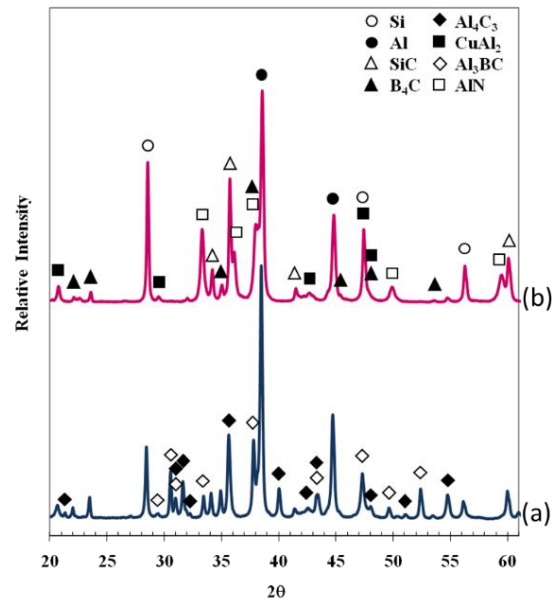 Si
Al₄C₃
Al
CuAl₂
SiC
Al₃BC
B₄C
AlN
Relative Intensity
(b)
(a)
20 25 30 35 40 45 50 55 60
2θ